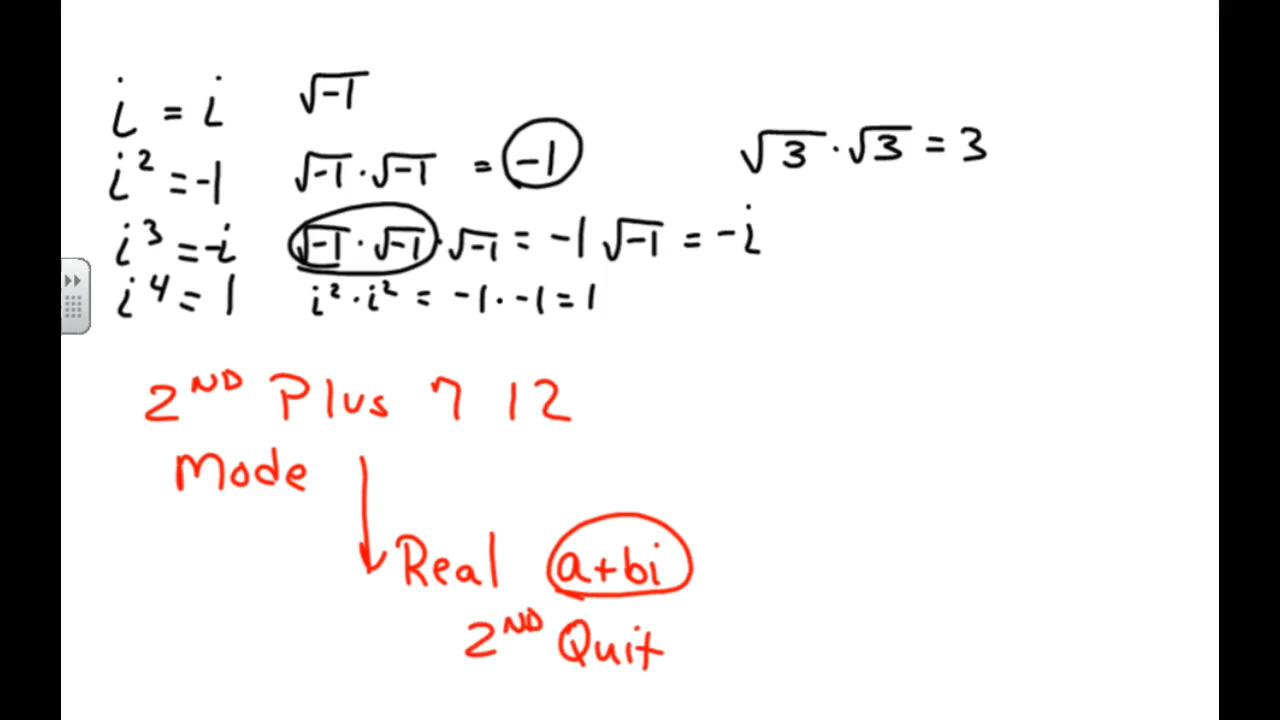 i = i √-1
i² = -1 √-1 · √-1 = -1 √3 · √3 = 3
i³ = -i √-1 · √-1 · √-1 = -1 √-1 = -i
i⁴ = 1 i² · i² = -1 · -1 = 1
2ND Plus 7 12
Mode
Real a+bi
2ND Quit